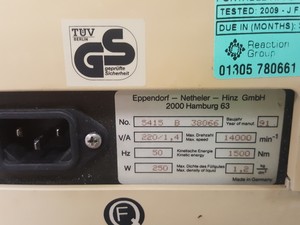 TÜV
BERLIN
GS
geprüfte
Sicherheit
TESTED: 2009 - J F
DUE IN (MONTHS):
Reaction
Group
01305 780661
Eppendorf - Netheler - Hinz GmbH
2000 Hamburg 63
No. 5415 B 38066 Baujahr Year of manuf. 91
V/A 220/1,4 Max. Drehzahl Max. speed 14000 min⁻¹
Hz 50 Kinetische Energie Kinetic energy 1500 Nm
W 250 Max. Dichte des Füllgutes Max. density of liquid 1,2
Made in Germany